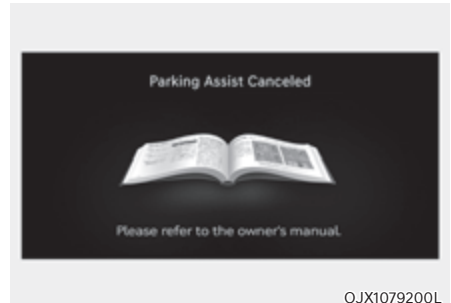 Parking Assist Canceled
Please refer to the owner's manual.
OJX1079200L